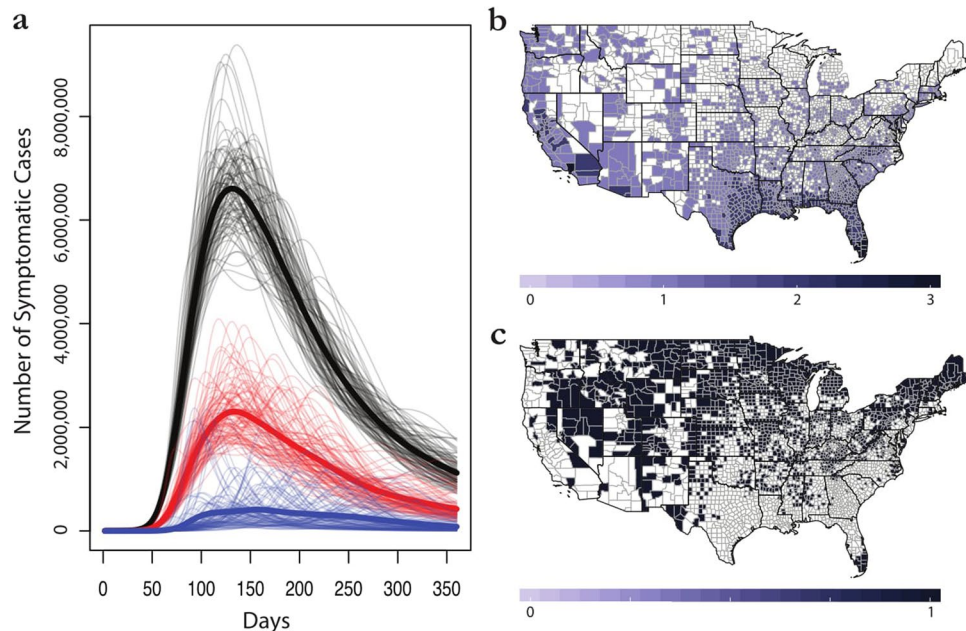 a
Number of Symptomatic Cases
8,000,000
6,000,000
4,000,000
2,000,000
0
0 50 100 150 200 250 300 350
Days
b
0 1 2 3
c
0 1